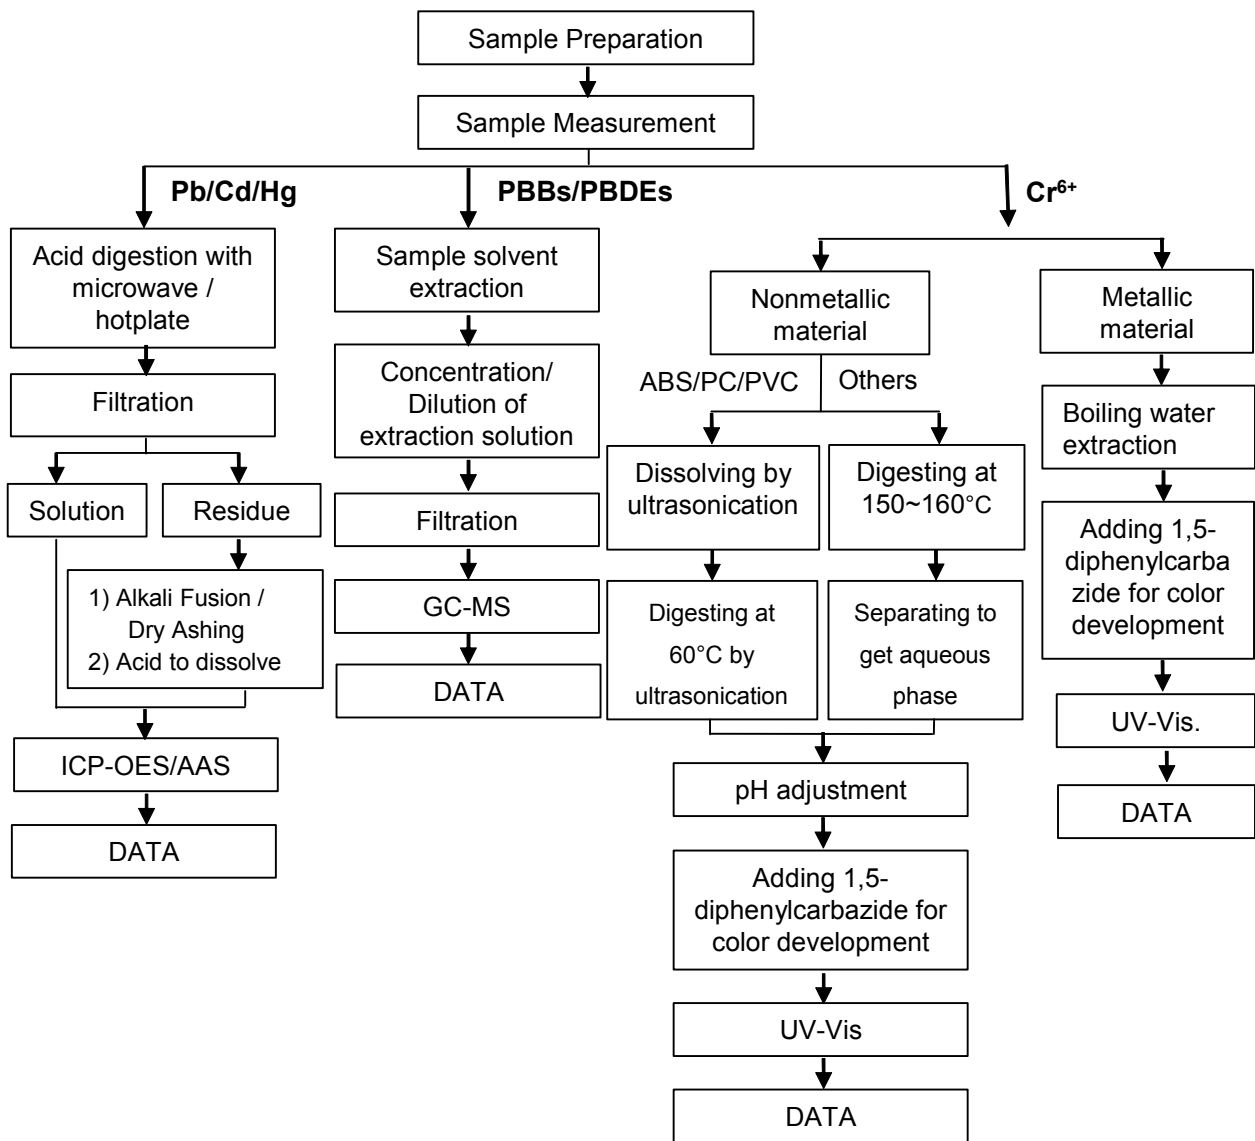 Sample Preparation
Sample Measurement
Pb/Cd/Hg
PBBs/PBDEs
Cr⁶⁺
Acid digestion with
microwave /
hotplate
Filtration
Solution
Residue
1) Alkali Fusion /
Dry Ashing
2) Acid to dissolve
ICP-OES/AAS
DATA
Sample solvent
extraction
Concentration/
Dilution of
extraction solution
Filtration
GC-MS
DATA
Nonmetallic
material
ABS/PC/PVC
Others
Dissolving by
ultrasonication
Digesting at
60°C by
ultrasonication
Digesting at
150~160°C
Separating to
get aqueous
phase
pH adjustment
Adding 1,5-
diphenylcarbazide for
color development
UV-Vis
DATA
Metallic
material
Boiling water
extraction
Adding 1,5-
diphenylcarba
zide for color
development
UV-Vis.
DATA